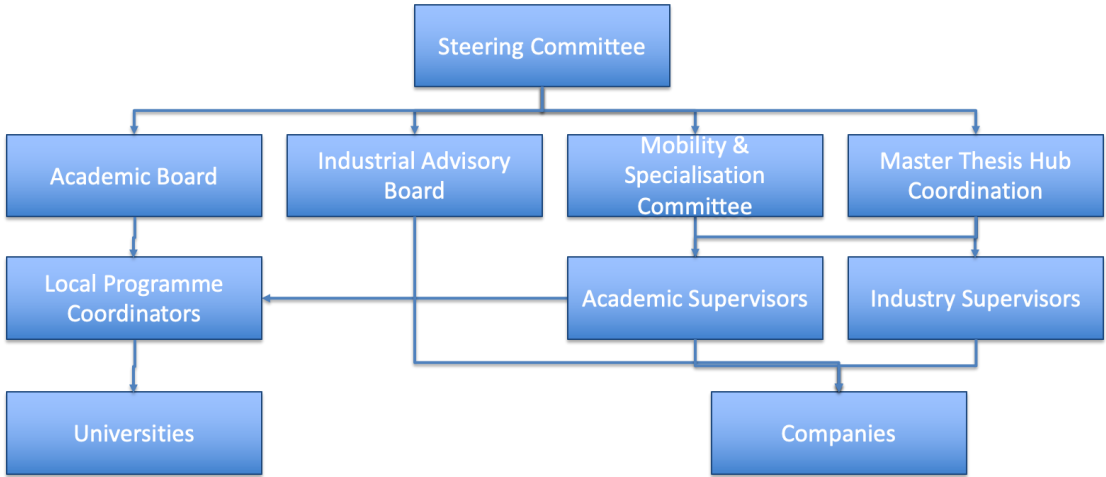 Steering Committee
Academic Board
Industrial Advisory
Board
Mobility &
Specialisation
Committee
Master Thesis Hub
Coordination
Local Programme
Coordinators
Academic Supervisors
Industry Supervisors
Universities
Companies